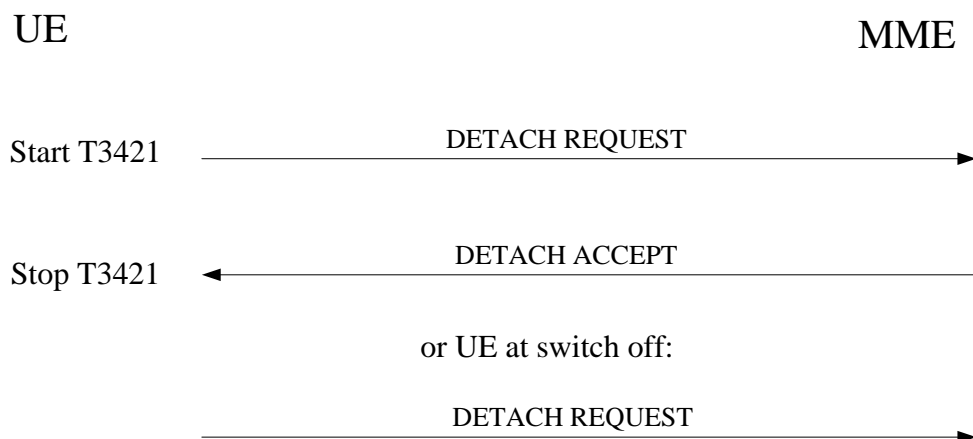 UE
MME
Start T3421
DETACH REQUEST
DETACH ACCEPT
Stop T3421
or UE at switch off:
DETACH REQUEST